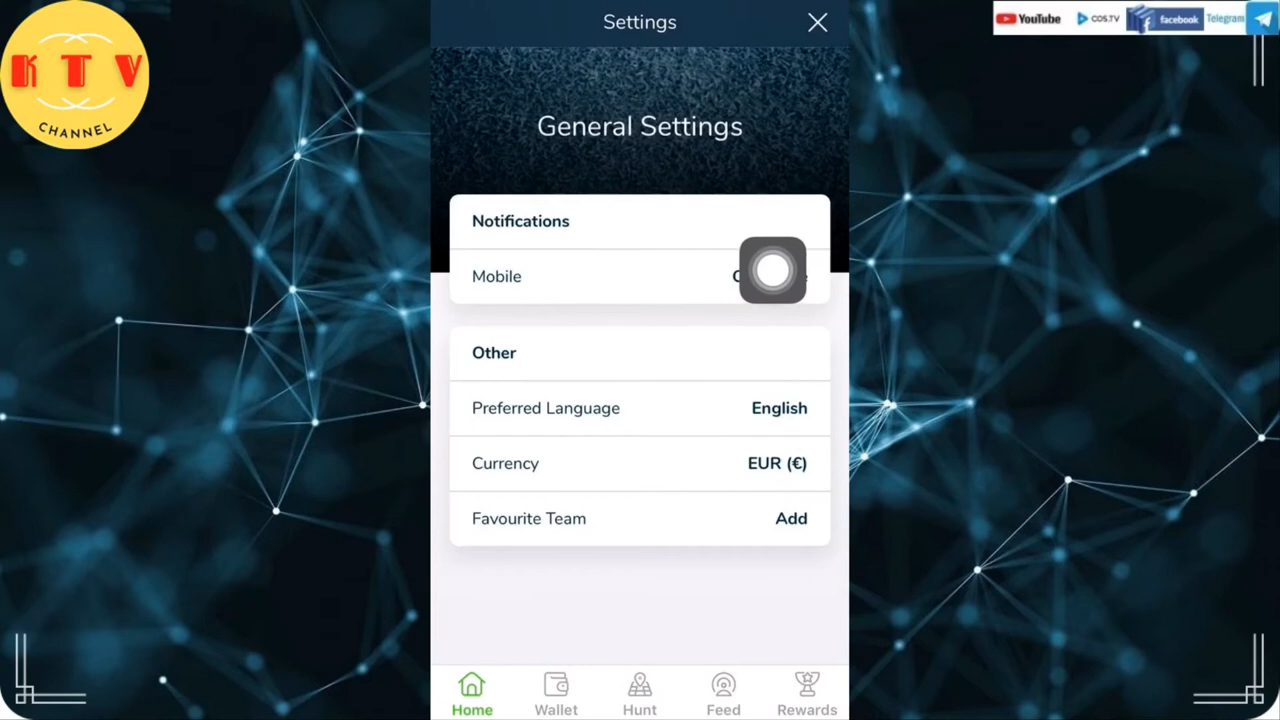 KTV
CHANNEL
YouTube
COS.TV
facebook
Telegram
Settings
General Settings
Notifications
Mobile
Other
Preferred Language English
Currency EUR (€)
Favourite Team Add
Home Wallet Hunt Feed Rewards